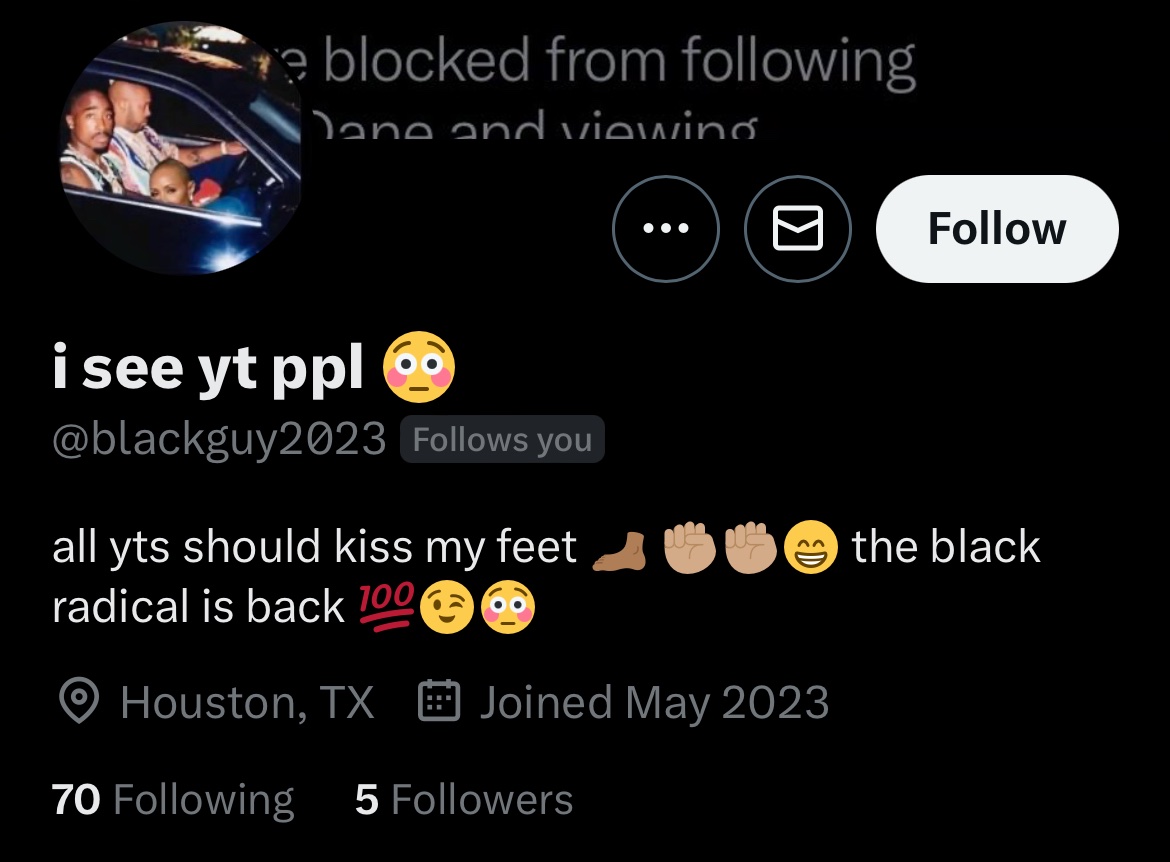 e blocked from following
Dane and viewing
Follow
i see yt ppl 😳
@blackguy2023 Follows you
all yts should kiss my feet 🦶🏽✊🏼✊🏼😁 the black
radical is back 💯😉😳
Houston, TX Joined May 2023
70 Following 5 Followers